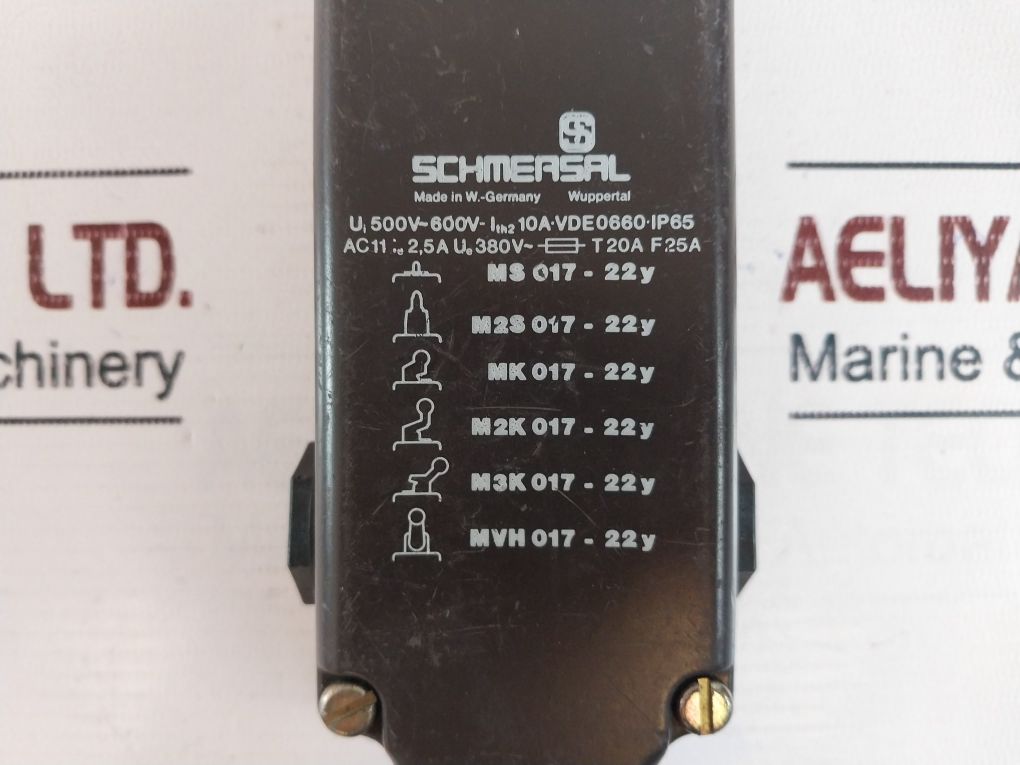 SCHMERSAL
Made in W.-Germany Wuppertal
Ui 500V~600V- Ith2 10A·VDE0660·IP65
AC11 Ie 2,5A Ue 380V~ T20A F25A
MS 017 - 22y
M2S 017 - 22y
MK 017 - 22y
M2K 017 - 22y
M3K 017 - 22y
MVH 017 - 22y
LTD.
chinery
AELIYA
Marine &